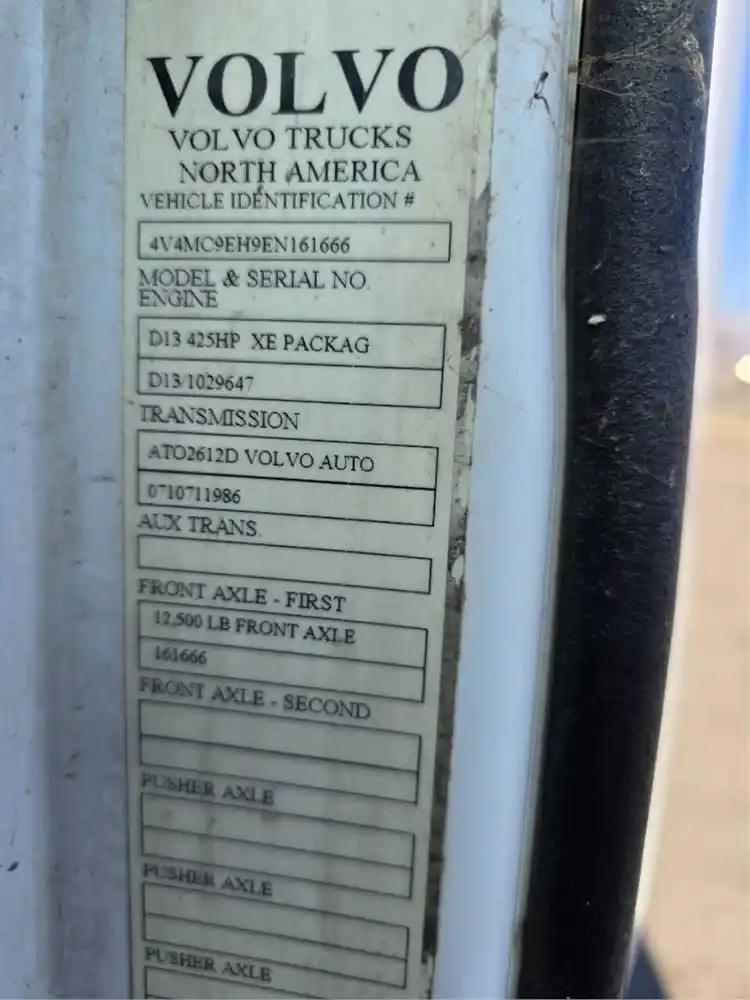 VOLVO
VOLVO TRUCKS
NORTH AMERICA
VEHICLE IDENTIFICATION #
4V4MC9EH9EN161666
MODEL & SERIAL NO.
ENGINE
D13 425HP XE PACKAG
D13/1029647
TRANSMISSION
ATO2612D VOLVO AUTO
0710711986
AUX TRANS.
FRONT AXLE - FIRST
12,500 LB FRONT AXLE
161666
FRONT AXLE - SECOND
PUSHER AXLE
PUSHER AXLE
PUSHER AXLE